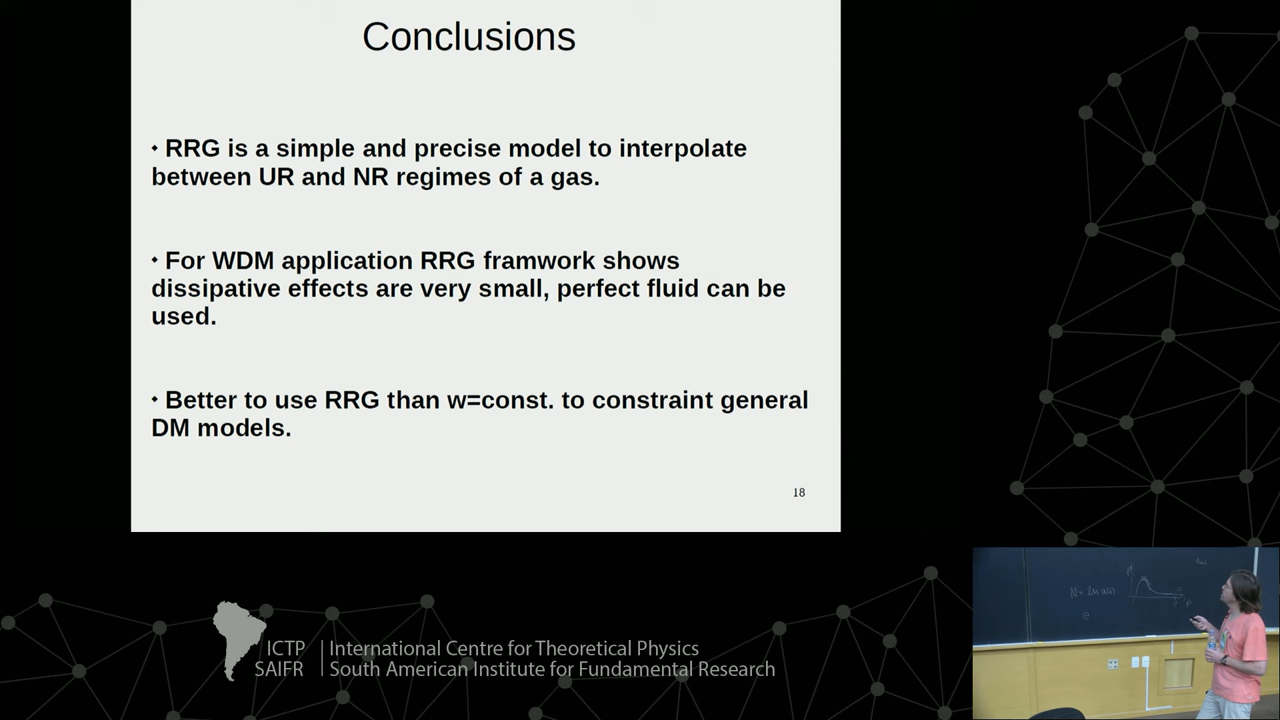 Conclusions
• RRG is a simple and precise model to interpolate
between UR and NR regimes of a gas.
• For WDM application RRG framwork shows
dissipative effects are very small, perfect fluid can be
used.
• Better to use RRG than w=const. to constraint general
DM models.
18
ICTP | International Centre for Theoretical Physics
SAIFR | South American Institute for Fundamental Research